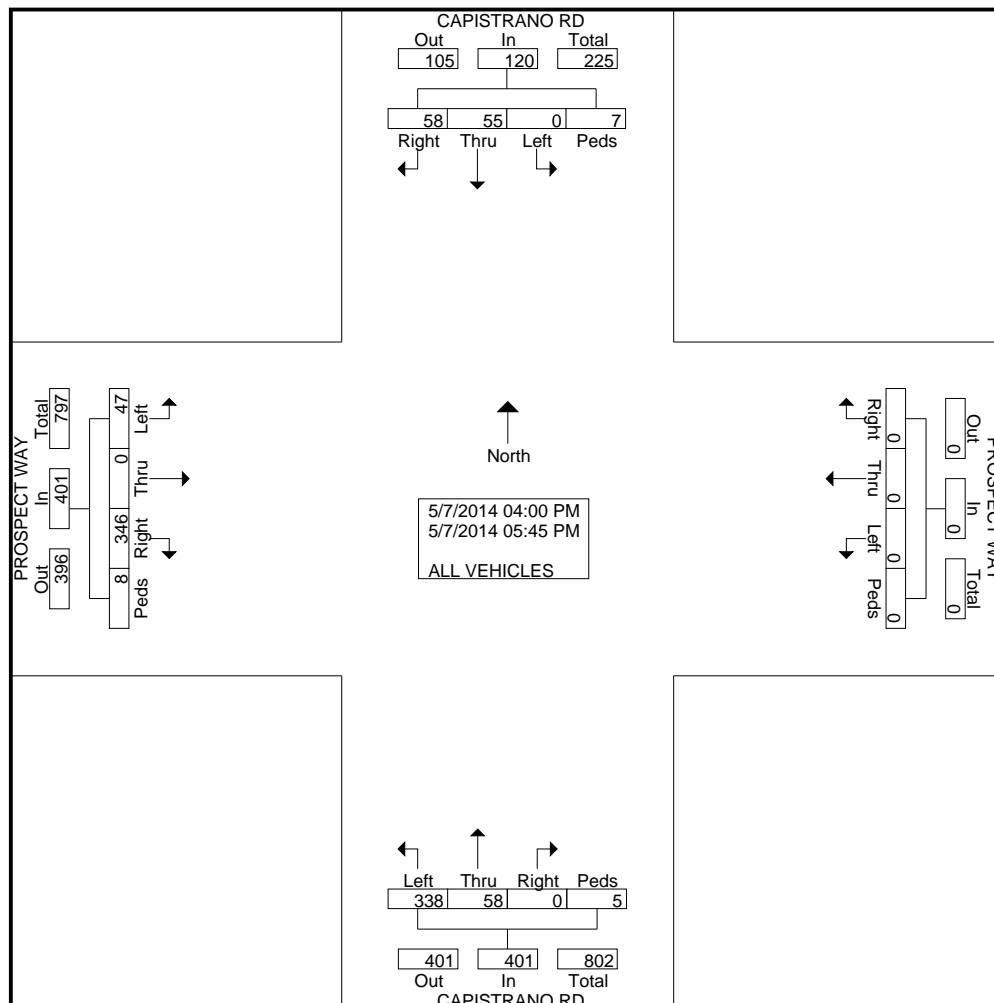 CAPISTRANO RD
Out In Total
105 120 225
58 55 0 7
Right Thru Left Peds
PROSPECT WAY
Total In Out
797 401 396
47 0 346 8
Left Thru Right Peds
North
5/7/2014 04:00 PM
5/7/2014 05:45 PM
ALL VEHICLES
PROSPECT WAY
Out In Total
0 0 0
0 0 0 0
Right Thru Left Peds
Left Thru Right Peds
338 58 0 5
401 401 802
Out In Total
CAPISTRANO RD